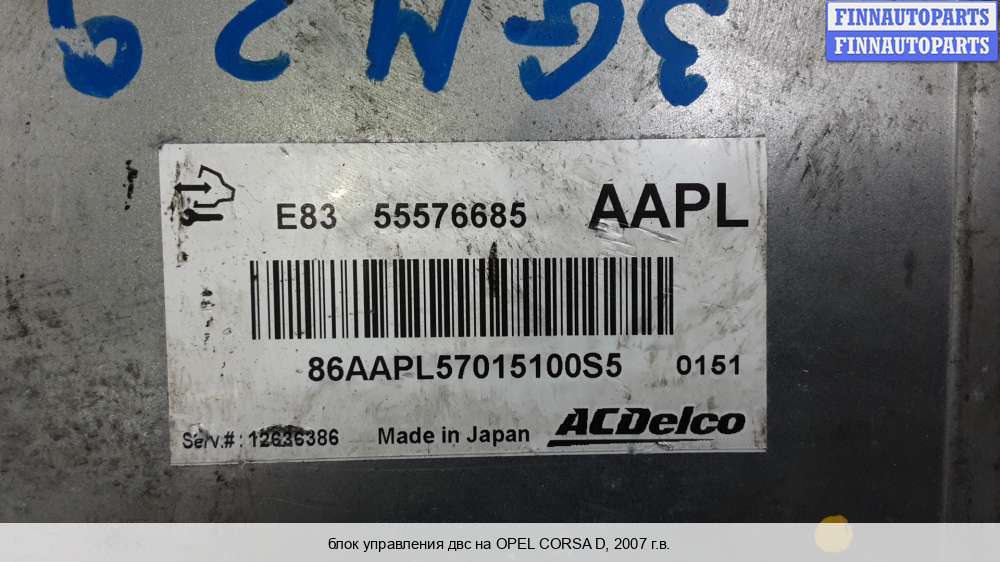 3GM29
FINNAUTOPARTS
FINNAUTOPARTS
E83 55576685 AAPL
86AAPL57015100S5 0151
Serv.#: 12636386 Made in Japan ACDelco
блок управления двс на OPEL CORSA D, 2007 г.в.